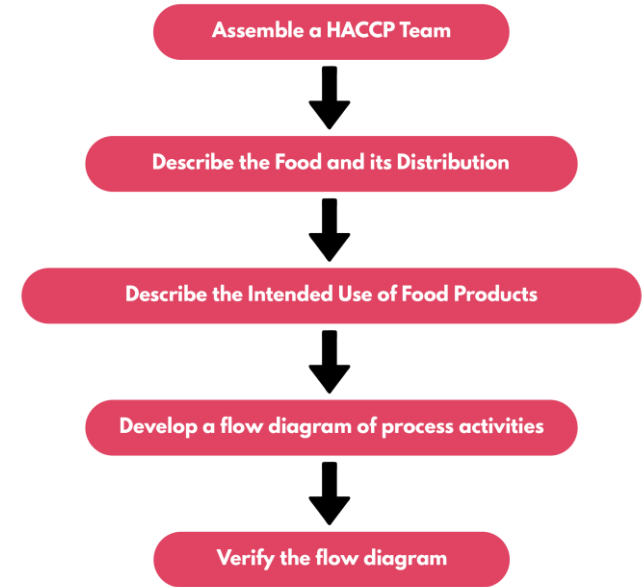 Assemble a HACCP Team
Describe the Food and its Distribution
Describe the Intended Use of Food Products
Develop a flow diagram of process activities
Verify the flow diagram